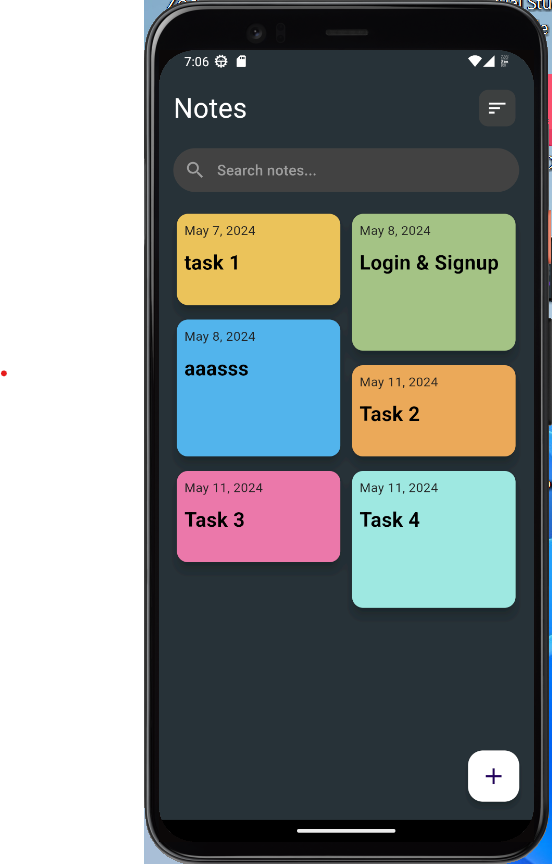 7:06
Notes
Search notes...
May 7, 2024
task 1
May 8, 2024
Login & Signup
May 8, 2024
aaasss
May 11, 2024
Task 2
May 11, 2024
Task 3
May 11, 2024
Task 4